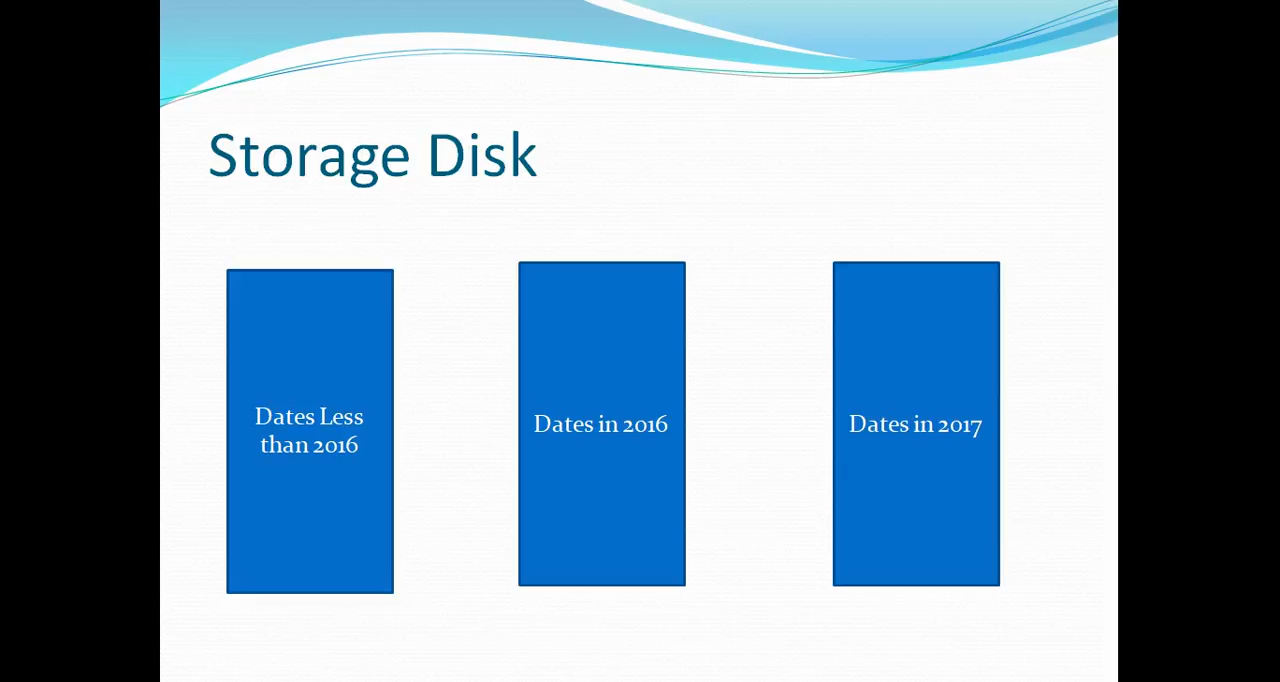 Storage Disk
Dates Less
than 2016
Dates in 2016
Dates in 2017